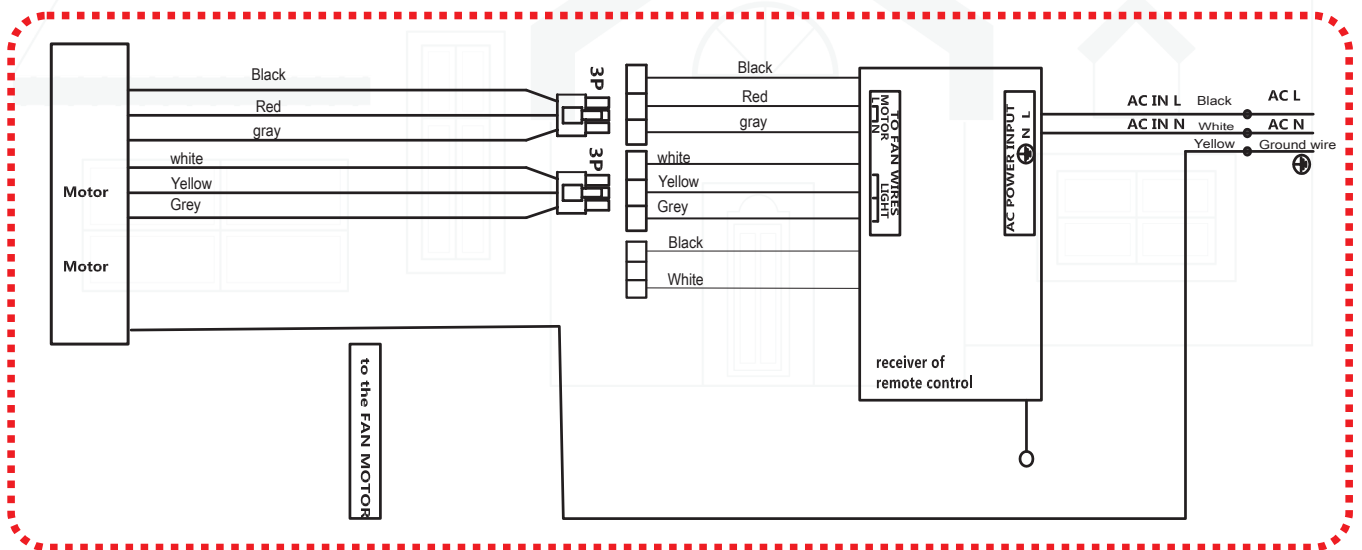 Black
Red
gray
white
Yellow
Grey
Motor
Motor
3P
3P
Black
Red
gray
white
Yellow
Grey
Black
White
TO FAN WIRES
MOTOR
L N
LIGHT
AC POWER INPUT
N L
receiver of
remote control
AC IN L Black AC L
AC IN N White AC N
Yellow Ground wire
to the FAN MOTOR